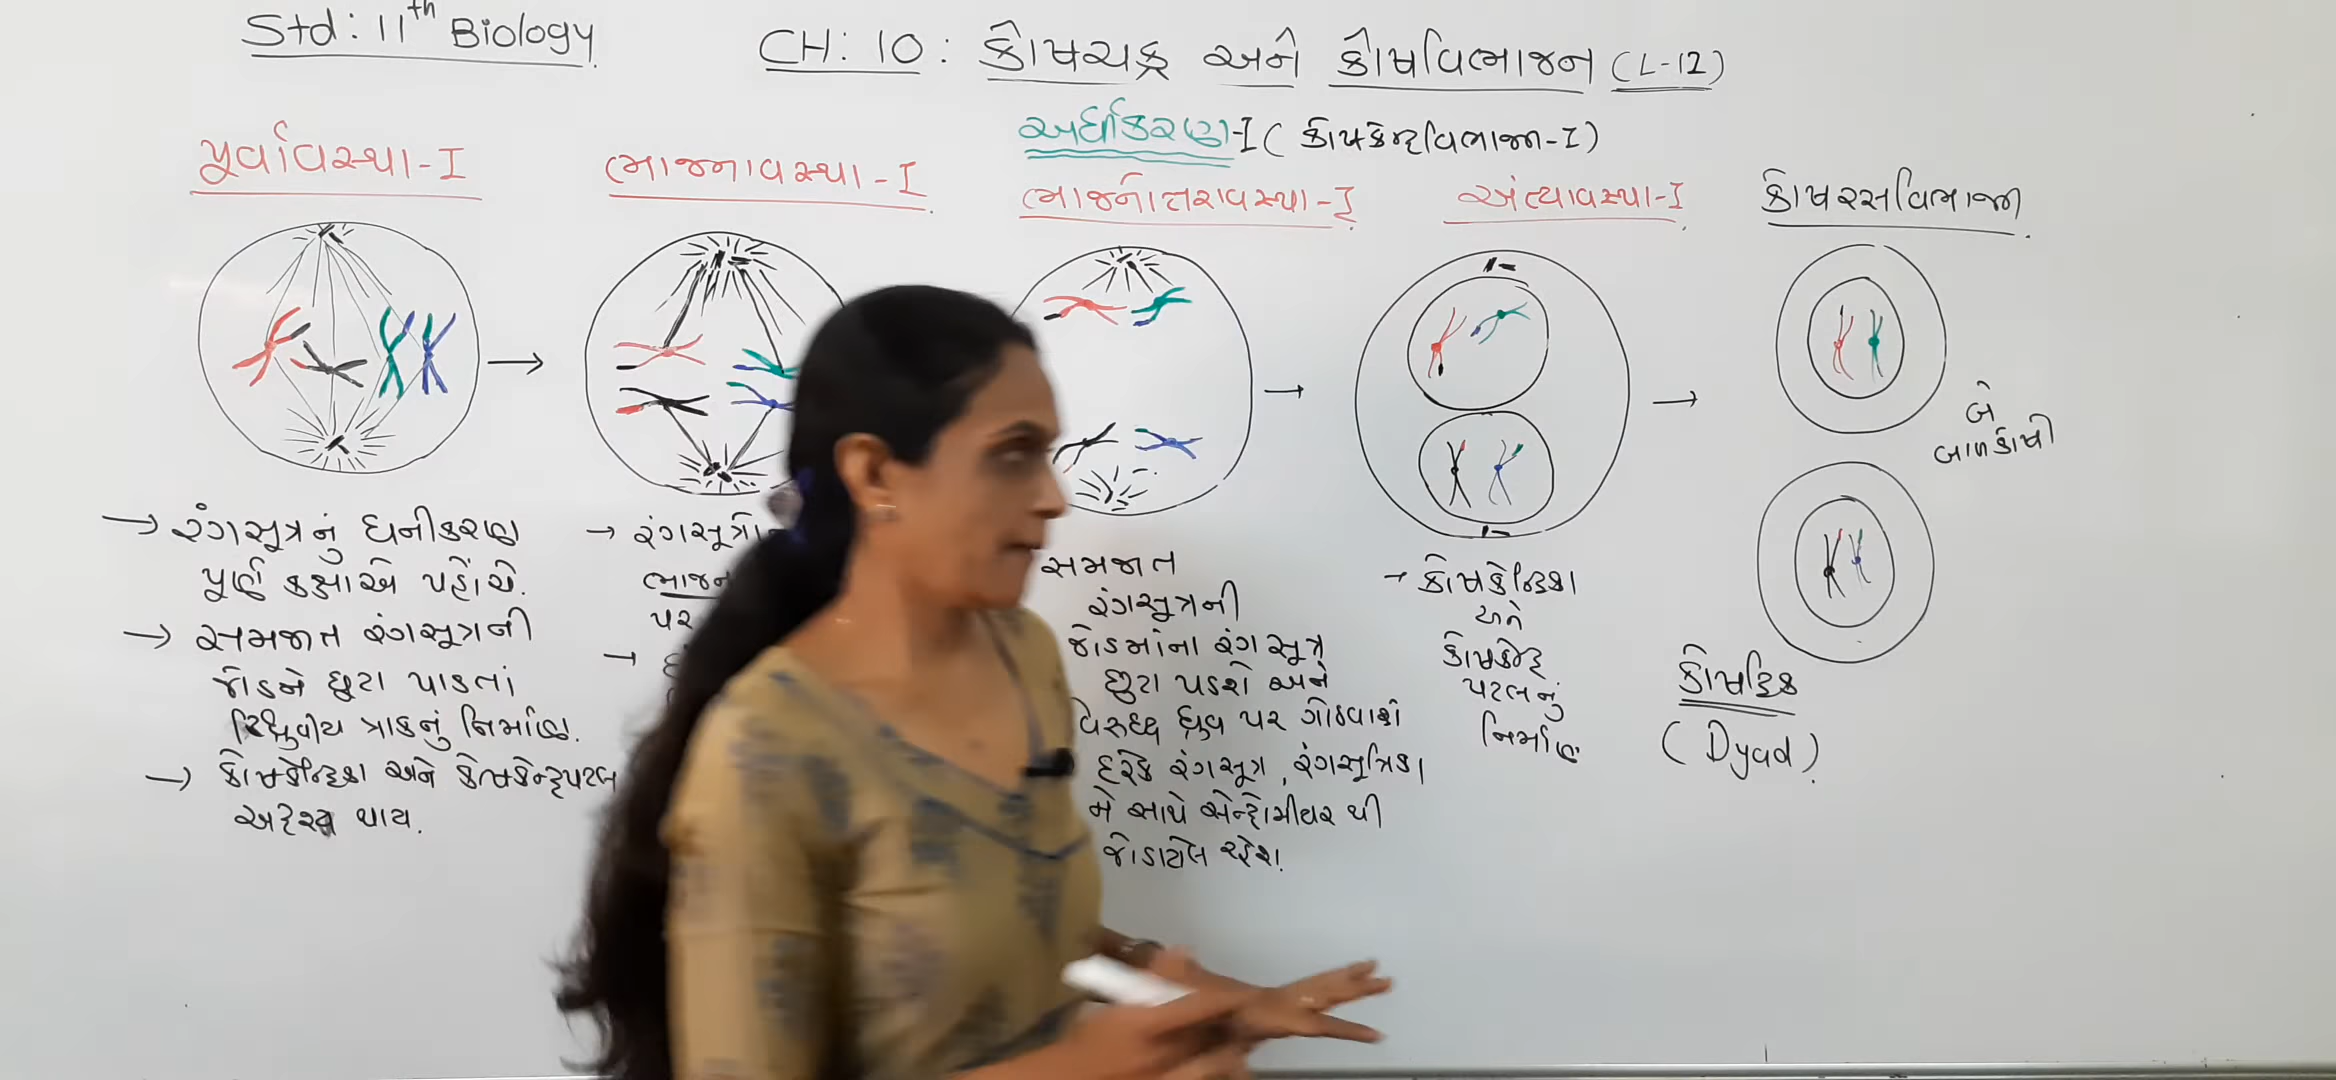 Std: 11th Biology
CH: 10: કોષચક્ર અને કોષવિભાજન (L-12)
અર્ધીકરણ-I (કોષકેન્દ્રવિભાજન-I)
પૂર્વાવસ્થા-I
ભાજનાવસ્થા-I
ભાજનોત્તરાવસ્થા-I
અંત્યાવસ્થા-I
કોષરસવિભાજન
→ રંગસૂત્રનું ઘનીકરણ
પૂર્ણ કક્ષાએ પહોંચે.
→ સમજાત રંગસૂત્રની
જોડને છુટા પાડતાં
દ્વિધ્રુવીય ત્રાકનું નિર્માણ.
→ કોષકેન્દ્રિકા અને કોષકેન્દ્રપટલ
અદ્રશ્ય થાય.
→
પર
→
સમજાત
રંગસૂત્રની
જોડમાંના રંગસૂત્ર
છુટા પડશે અને
વિરુધ્ધ ધ્રુવ પર ગોઠવાશે
દરેક રંગસૂત્ર, રંગસૂત્રિકા
ને સાથે સેન્ટ્રોમીયર થી
જોડાયેલ રહેશે.
→ કોષકેન્દ્રિકા
અને
કોષકેન્દ્ર
પટલનું
નિર્માણ
બે
બાળકોષો
કોષદ્વિક
(Dyad).